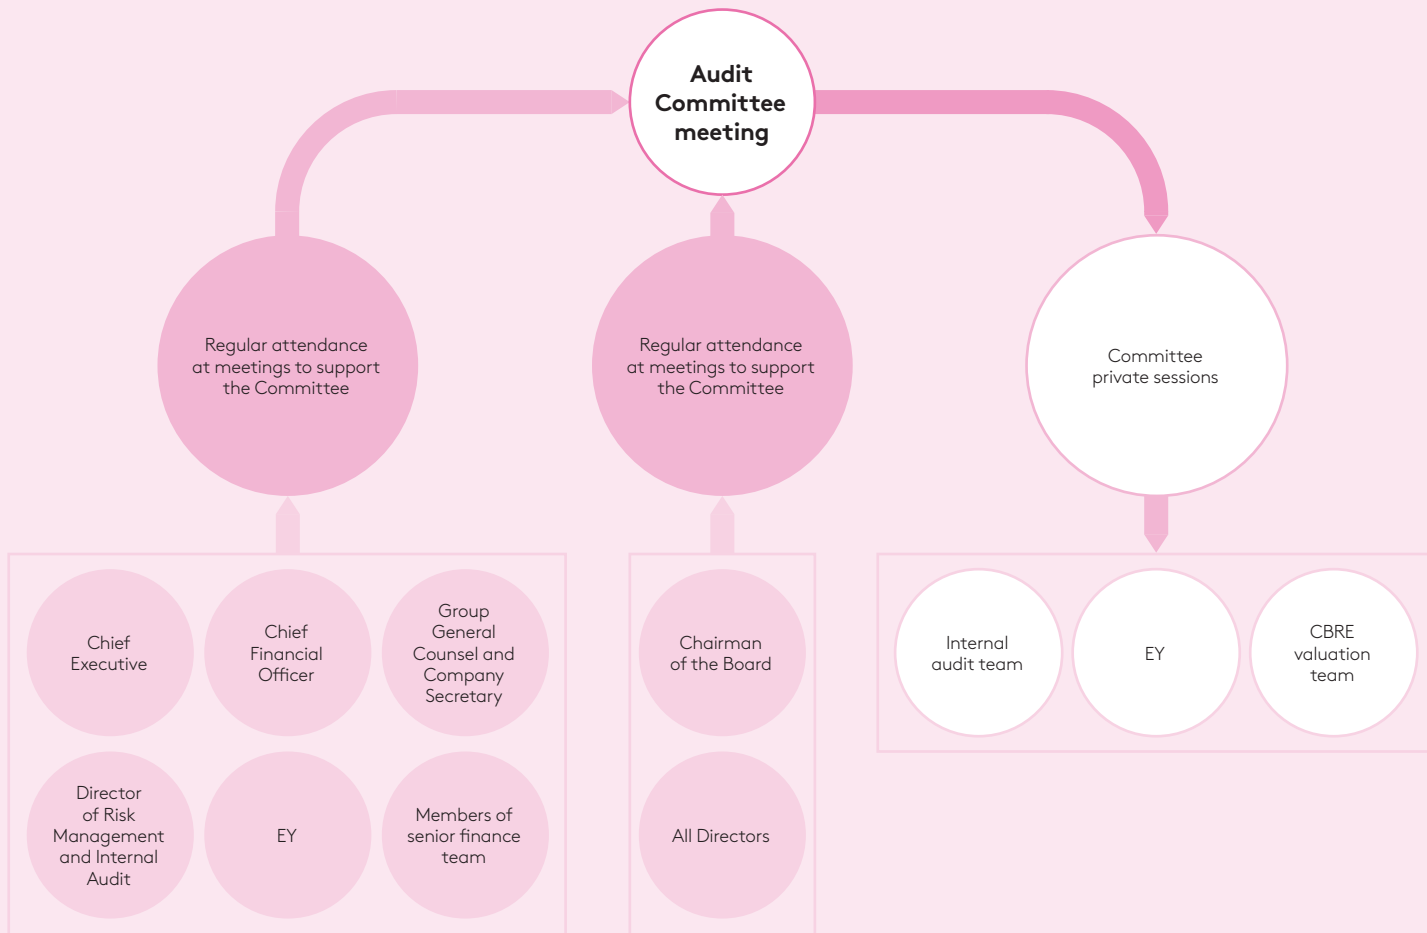 Audit
Committee
meeting
Regular attendance
at meetings to support
the Committee
Regular attendance
at meetings to support
the Committee
Committee
private sessions
Chief
Executive
Chief
Financial
Officer
Group
General
Counsel and
Company
Secretary
Chairman
of the Board
Internal
audit team
EY
CBRE
valuation
team
Director
of Risk
Management
and Internal
Audit
EY
Members of
senior finance
team
All Directors